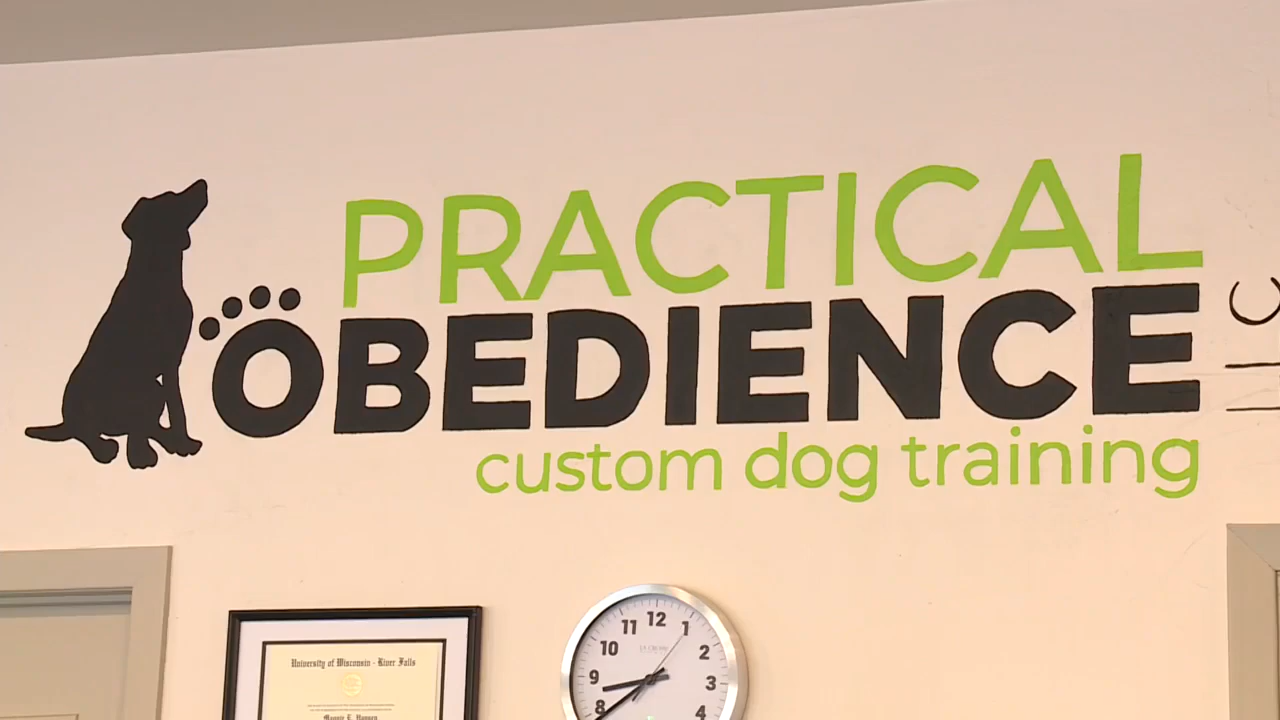 PRACTICAL
OBEDIENCE
LLC
custom dog training
University of Wisconsin - River Falls
12
11 1
10 2
9 3
8 4